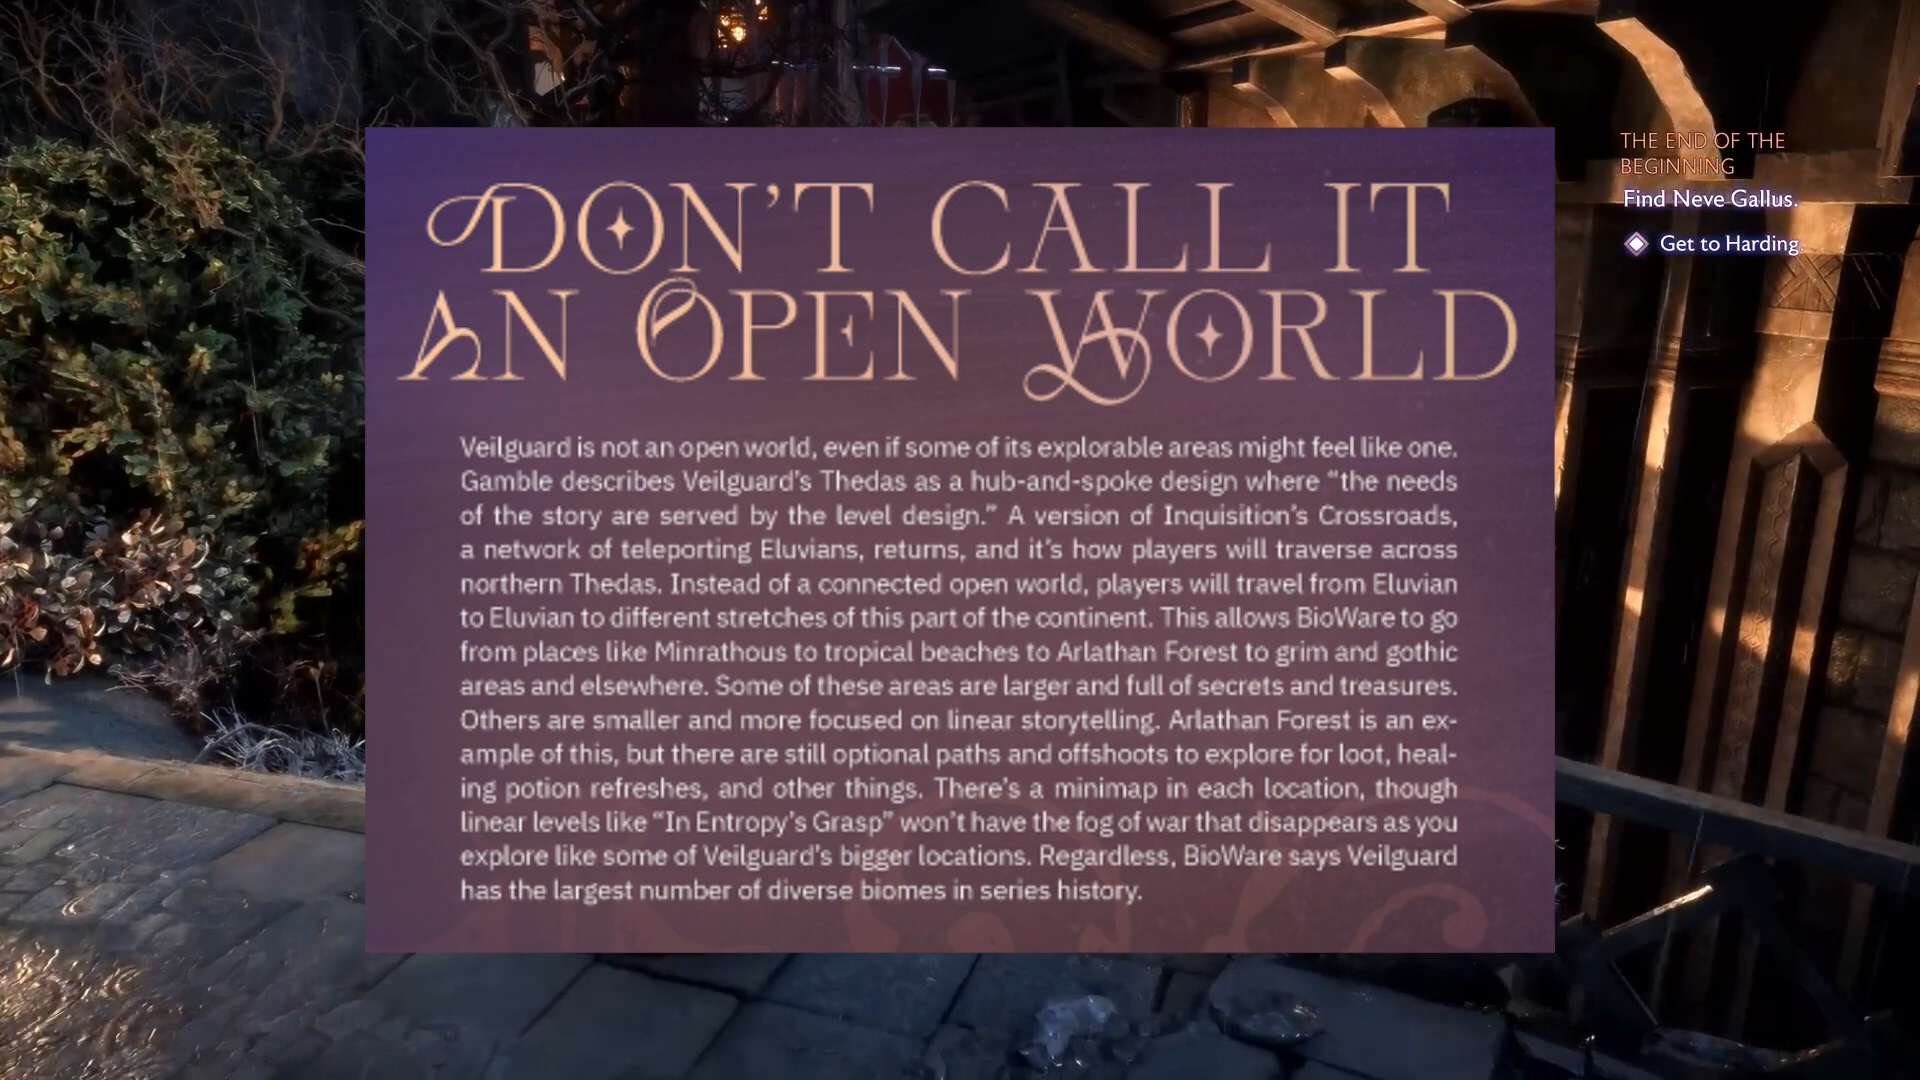 DON'T CALL IT
AN OPEN WORLD
Veilguard is not an open world, even if some of its explorable areas might feel like one.
Gamble describes Veilguard's Thedas as a hub-and-spoke design where “the needs
of the story are served by the level design.” A version of Inquisition's Crossroads,
a network of teleporting Eluvians, returns, and it's how players will traverse across
northern Thedas. Instead of a connected open world, players will travel from Eluvian
to Eluvian to different stretches of this part of the continent. This allows BioWare to go
from places like Minrathous to tropical beaches to Arlathan Forest to grim and gothic
areas and elsewhere. Some of these areas are larger and full of secrets and treasures.
Others are smaller and more focused on linear storytelling. Arlathan Forest is an ex-
ample of this, but there are still optional paths and offshoots to explore for loot, heal-
ing potion refreshes, and other things. There's a minimap in each location, though
linear levels like “In Entropy's Grasp” won't have the fog of war that disappears as you
explore like some of Veilguard's bigger locations. Regardless, BioWare says Veilguard
has the largest number of diverse biomes in series history.
THE END OF THE
BEGINNING
Find Neve Gallus.
Get to Harding.